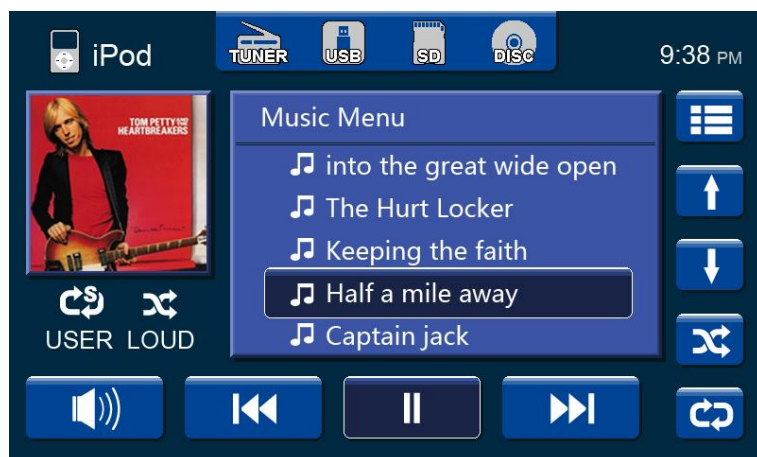 iPod
TUNER
USB
SD
DISC
9:38 PM
TOM PETTY AND THE
HEARTBREAKERS
Music Menu
into the great wide open
The Hurt Locker
Keeping the faith
Half a mile away
Captain jack
S
USER LOUD